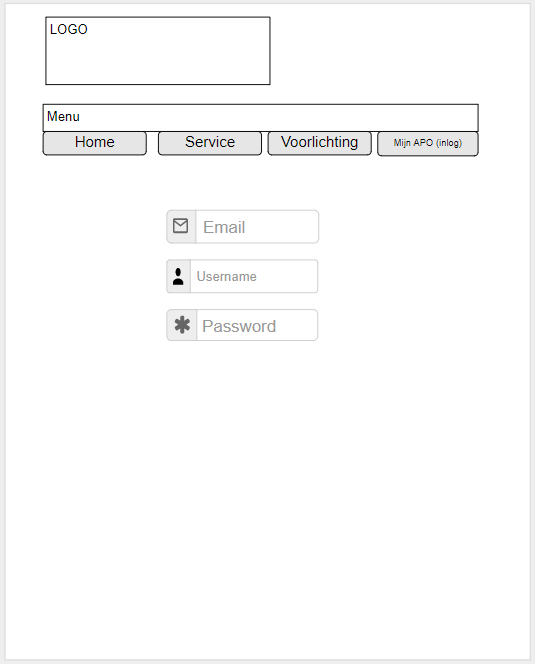 LOGO
Menu
Home Service Voorlichting Mijn APO (inlog)
Email
Username
Password